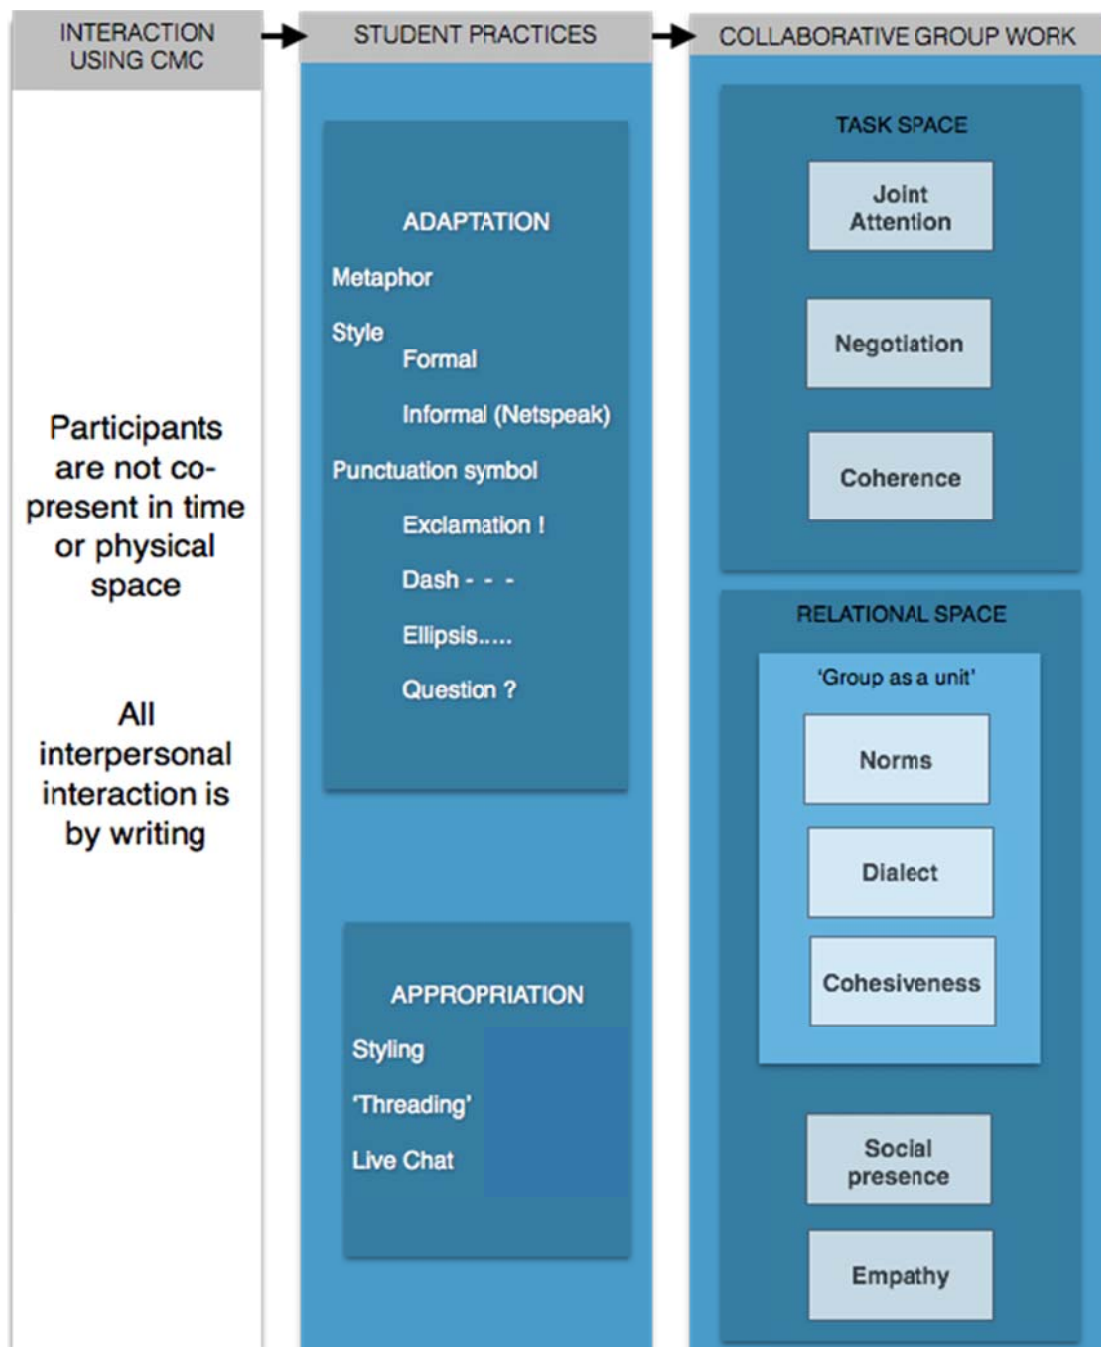 INTERACTION
USING CMC
Participants
are not co-
present in time
or physical
space
All
interpersonal
interaction is
by writing
STUDENT PRACTICES
ADAPTATION
Metaphor
Style
Formal
Informal (Netspeak)
Punctuation symbol
Exclamation !
Dash - - -
Ellipsis.....
Question ?
APPROPRIATION
Styling
‘Threading’
Live Chat
COLLABORATIVE GROUP WORK
TASK SPACE
Joint
Attention
Negotiation
Coherence
RELATIONAL SPACE
‘Group as a unit’
Norms
Dialect
Cohesiveness
Social
presence
Empathy